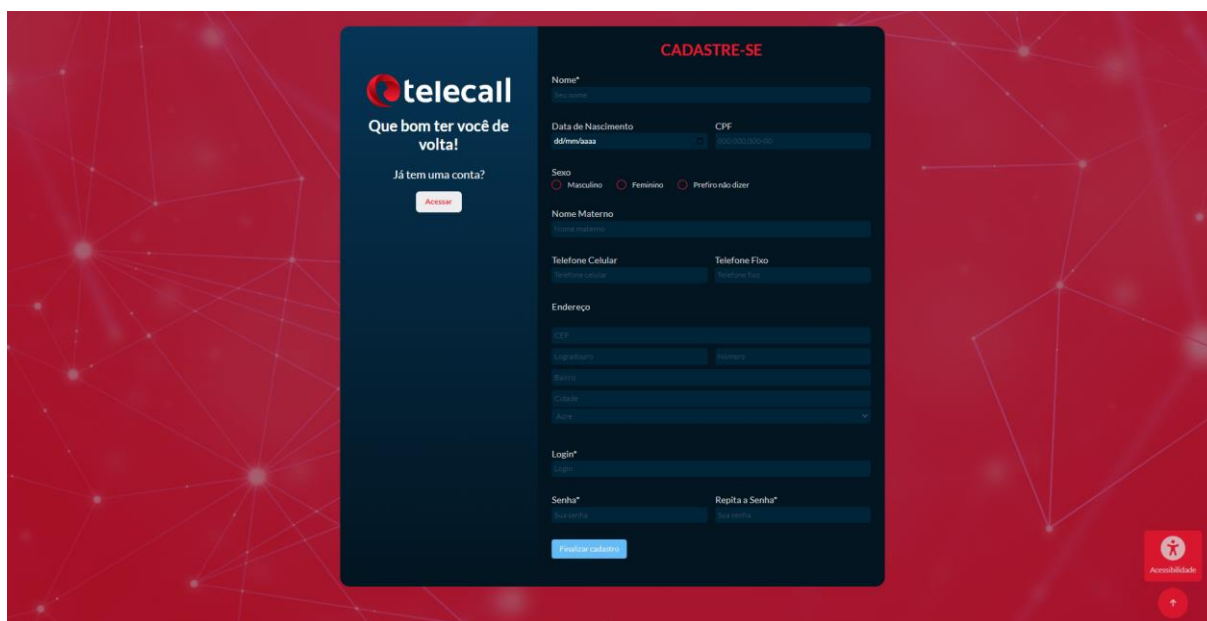 telecall
Que bom ter você de
volta!
Já tem uma conta?
Acessar
CADASTRE-SE
Nome*
Seu nome
Data de Nascimento
dd/mm/aaaa
CPF
000.000.000-00
Sexo
Masculino
Feminino
Prefiro não dizer
Nome Materno
Nome materno
Telefone Celular
Telefone celular
Telefone Fixo
Telefone fixo
Endereço
CEP
Logradouro
Número
Bairro
Cidade
Acre
Login*
Login
Senha*
Sua senha
Repita a Senha*
Sua senha
Finalizar cadastro
Acessibilidade